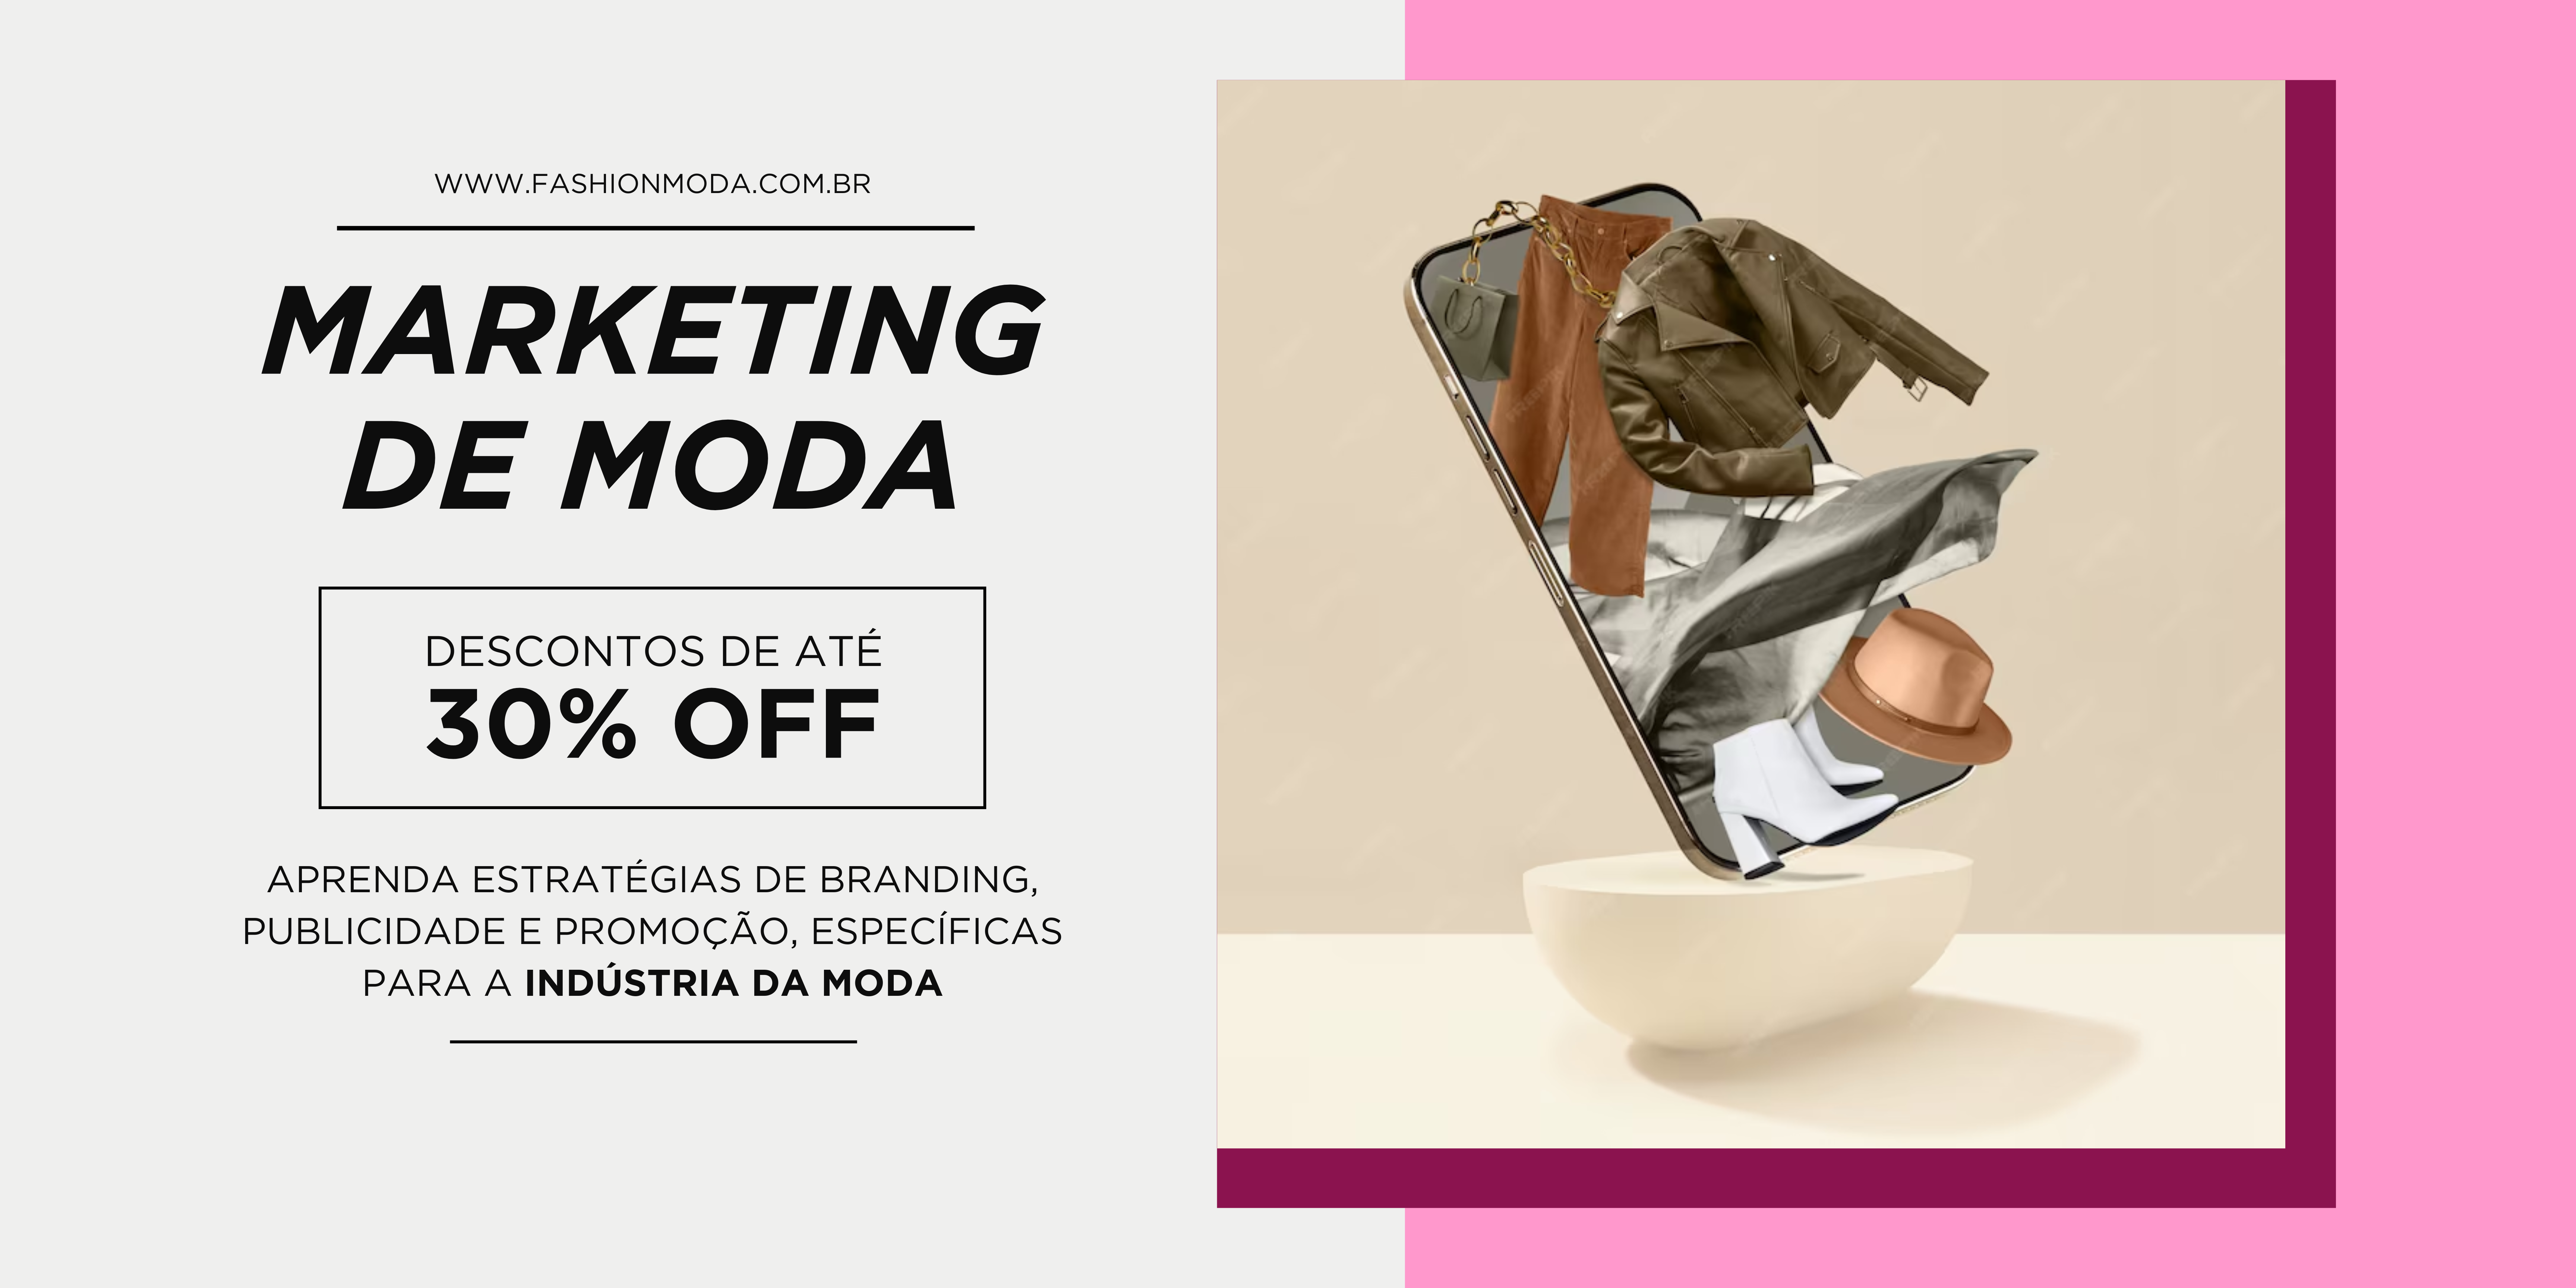 WWW.FASHIONMODA.COM.BR
MARKETING
DE MODA
DESCONTOS DE ATÉ
30% OFF
APRENDA ESTRATÉGIAS DE BRANDING,
PUBLICIDADE E PROMOÇÃO, ESPECÍFICAS
PARA A INDÚSTRIA DA MODA